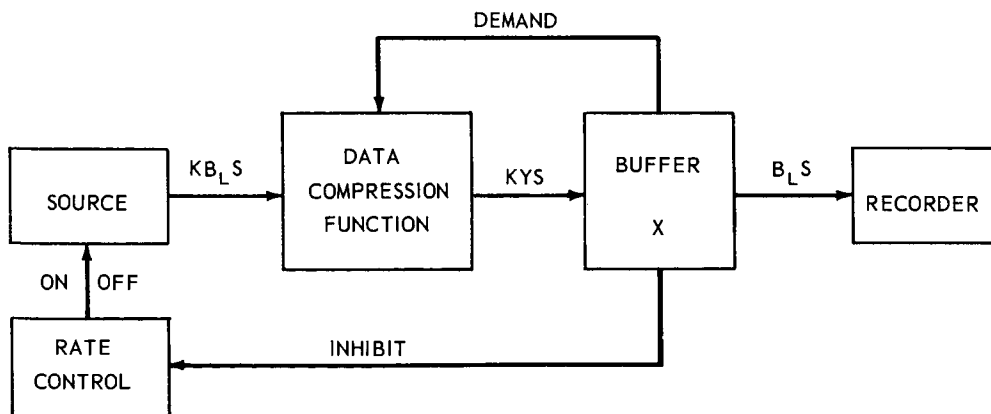 DEMAND
SOURCE
KB_LS
DATA
COMPRESSION
FUNCTION
KYS
BUFFER
X
B_LS
RECORDER
ON OFF
RATE
CONTROL
INHIBIT